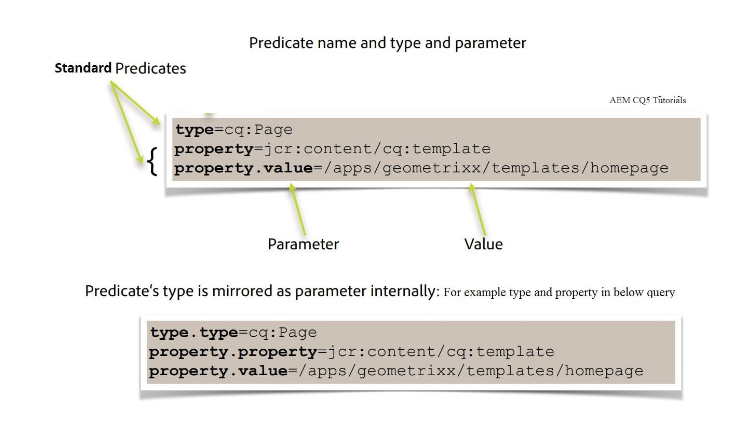 Predicate name and type and parameter
Standard Predicates
AEM CQ5 Tutorials
type=cq:Page
property=jcr:content/cq:template
property.value=/apps/geometrixx/templates/homepage
Parameter
Value
Predicate's type is mirrored as parameter internally: For example type and property in below query
type.type=cq:Page
property.property=jcr:content/cq:template
property.value=/apps/geometrixx/templates/homepage